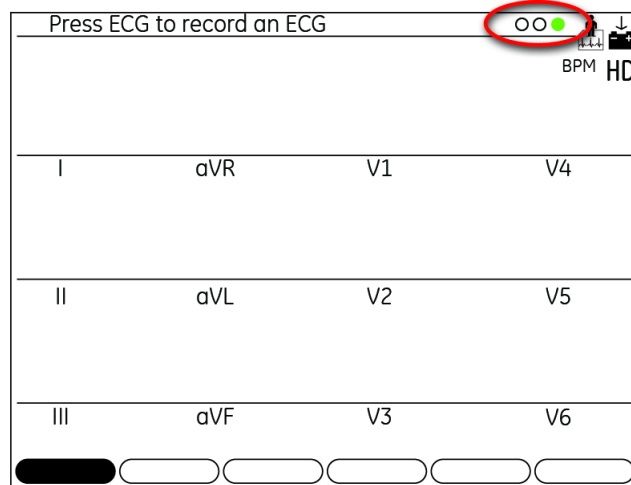 Press ECG to record an ECG
BPM HD
I aVR V1 V4
II aVL V2 V5
III aVF V3 V6